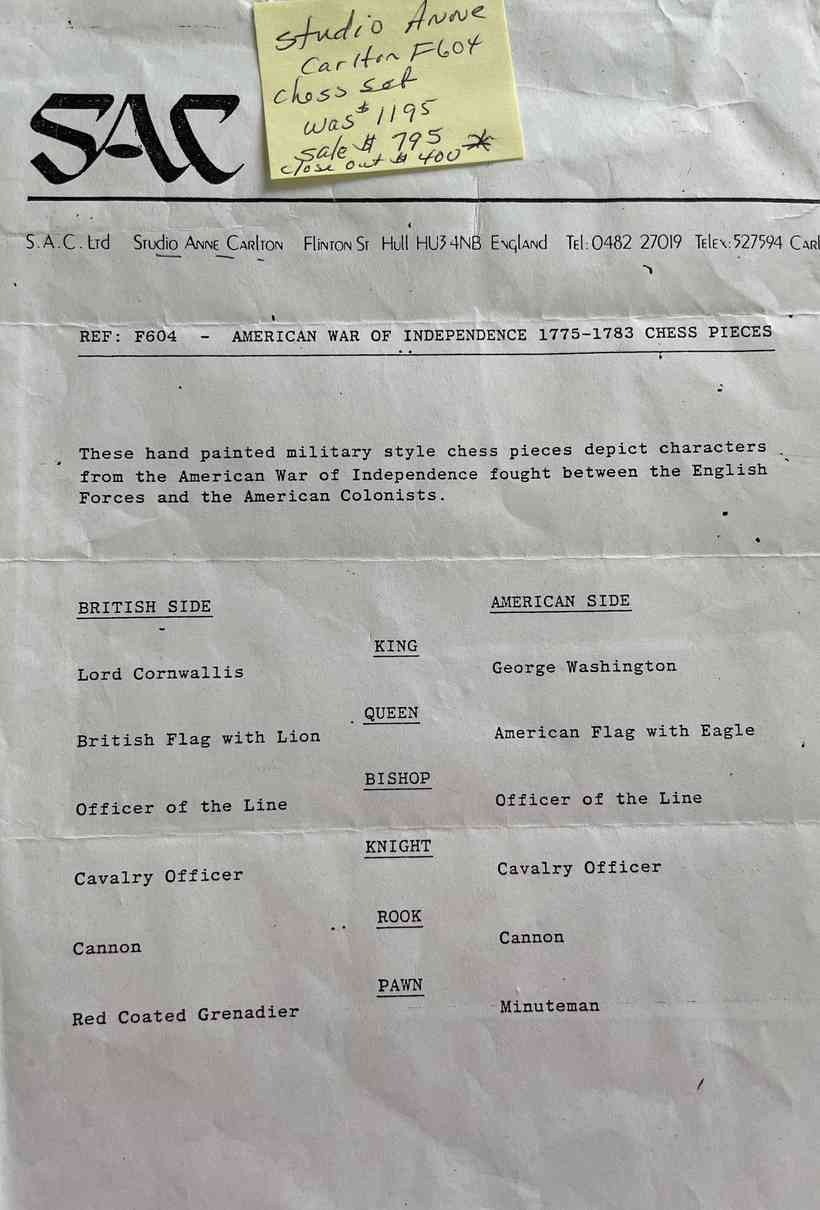 Studio Anne
Carlton F604
chess set
was $1195
sale $ 795
close out $ 400
SAC
S.A.C. Ltd Studio Anne Carlton Flinton St Hull HU3 4NB England Tel: 0482 27019 Telex: 527594
REF: F604 - AMERICAN WAR OF INDEPENDENCE 1775-1783 CHESS PIECES
These hand painted military style chess pieces depict characters
from the American War of Independence fought between the English
Forces and the American Colonists.
BRITISH SIDE AMERICAN SIDE
KING
Lord Cornwallis George Washington
QUEEN
British Flag with Lion American Flag with Eagle
BISHOP
Officer of the Line Officer of the Line
KNIGHT
Cavalry Officer Cavalry Officer
ROOK
Cannon Cannon
PAWN
Red Coated Grenadier Minuteman